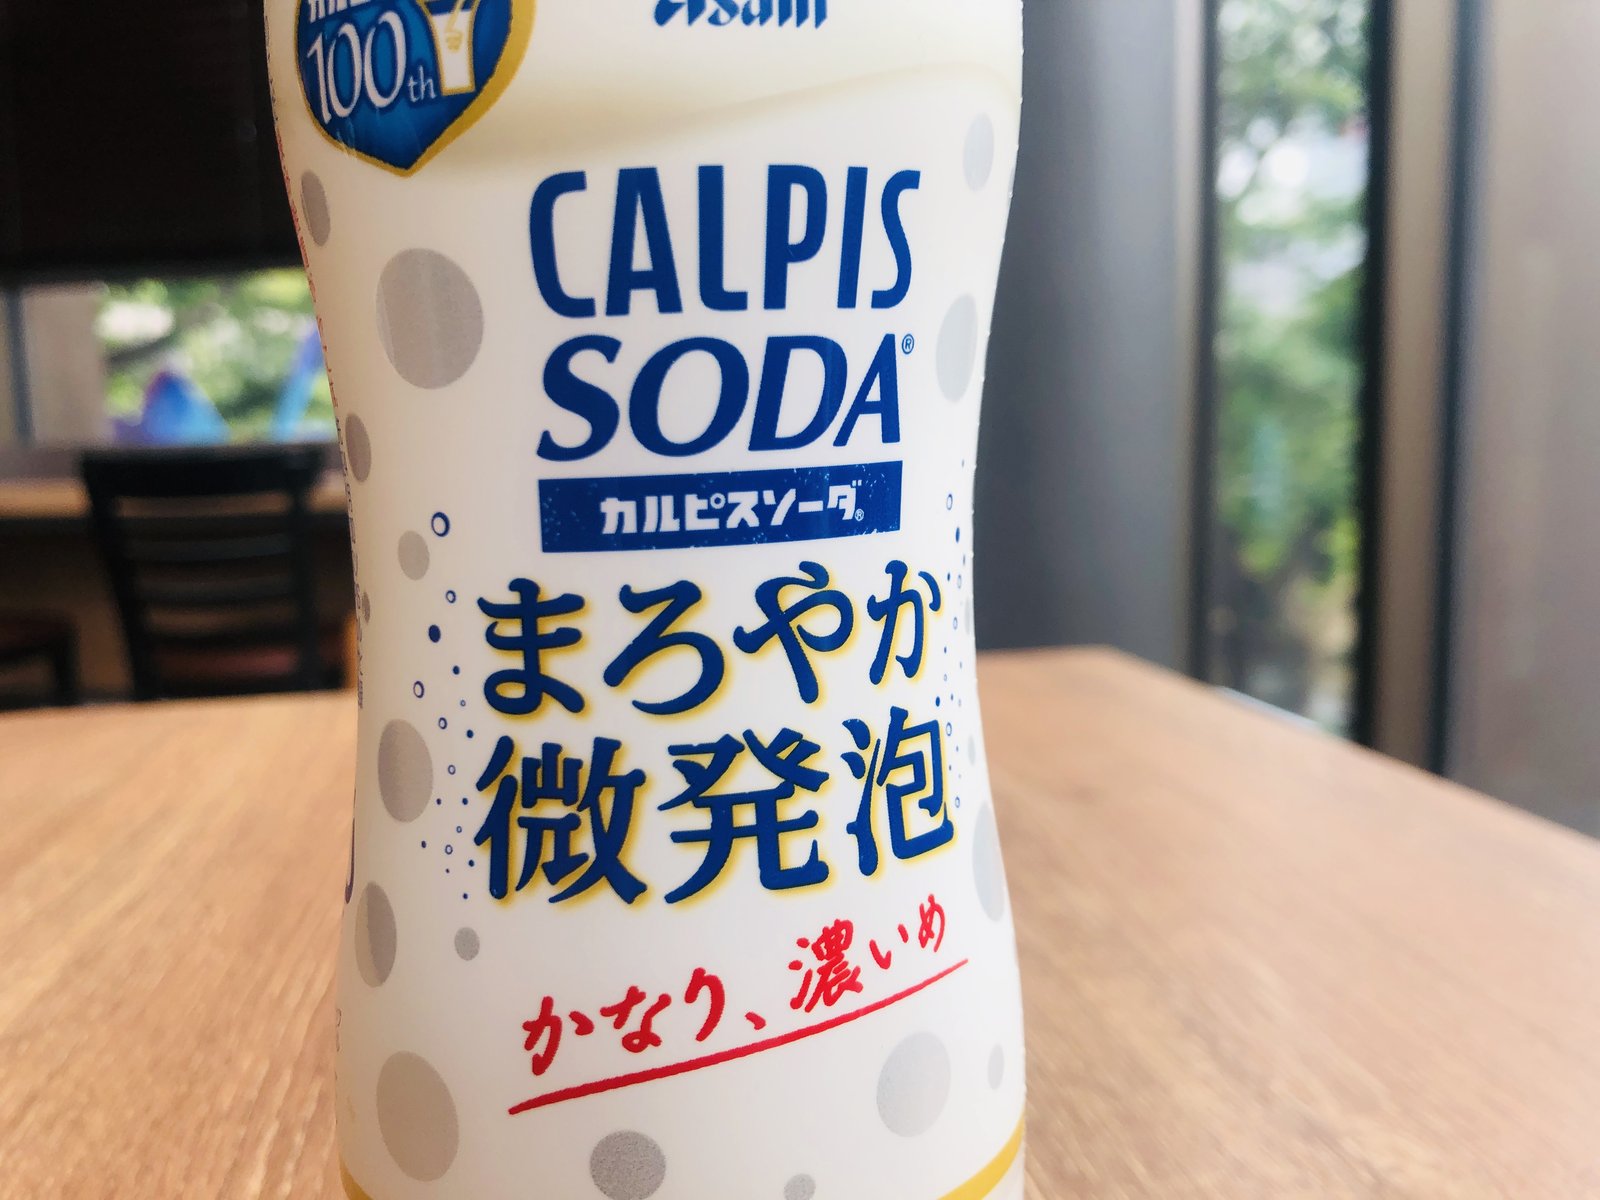 Asahi
100th
CALPIS
SODA®
カルピスソーダ®
まろやか
微発泡
かなり、濃いめ